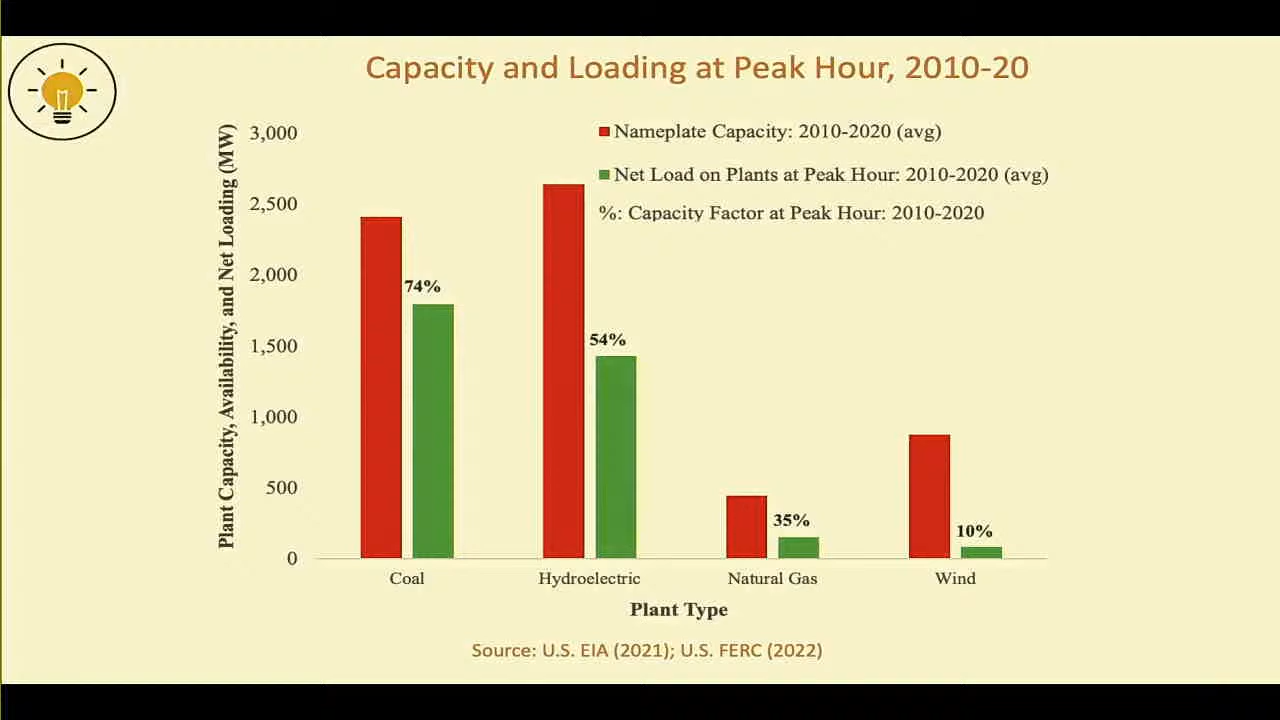 Capacity and Loading at Peak Hour, 2010-20
Plant Capacity, Availability, and Net Loading (MW)
3,000
2,500
2,000
1,500
1,000
500
0
Nameplate Capacity: 2010-2020 (avg)
Net Load on Plants at Peak Hour: 2010-2020 (avg)
%: Capacity Factor at Peak Hour: 2010-2020
74%
54%
35%
10%
Coal
Hydroelectric
Natural Gas
Wind
Plant Type
Source: U.S. EIA (2021); U.S. FERC (2022)